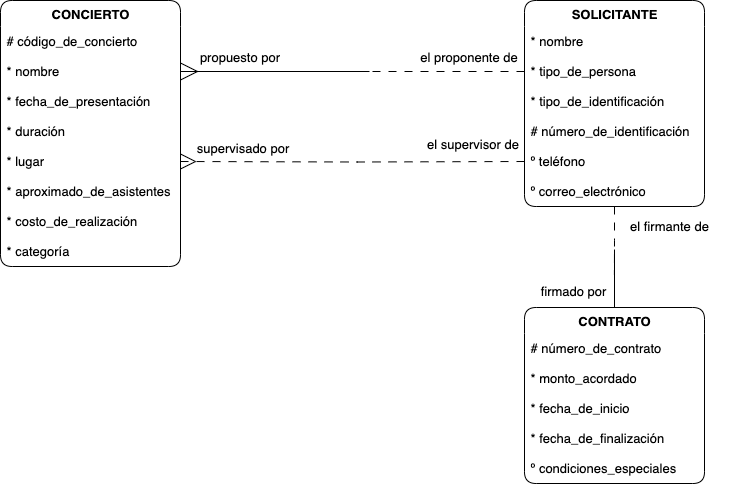 CONCIERTO
# código_de_concierto
* nombre
* fecha_de_presentación
* duración
* lugar
* aproximado_de_asistentes
* costo_de_realización
* categoría
propuesto por
el proponente de
supervisado por
el supervisor de
SOLICITANTE
* nombre
* tipo_de_persona
* tipo_de_identificación
# número_de_identificación
º teléfono
º correo_electrónico
el firmante de
firmado por
CONTRATO
# número_de_contrato
* monto_acordado
* fecha_de_inicio
* fecha_de_finalización
º condiciones_especiales